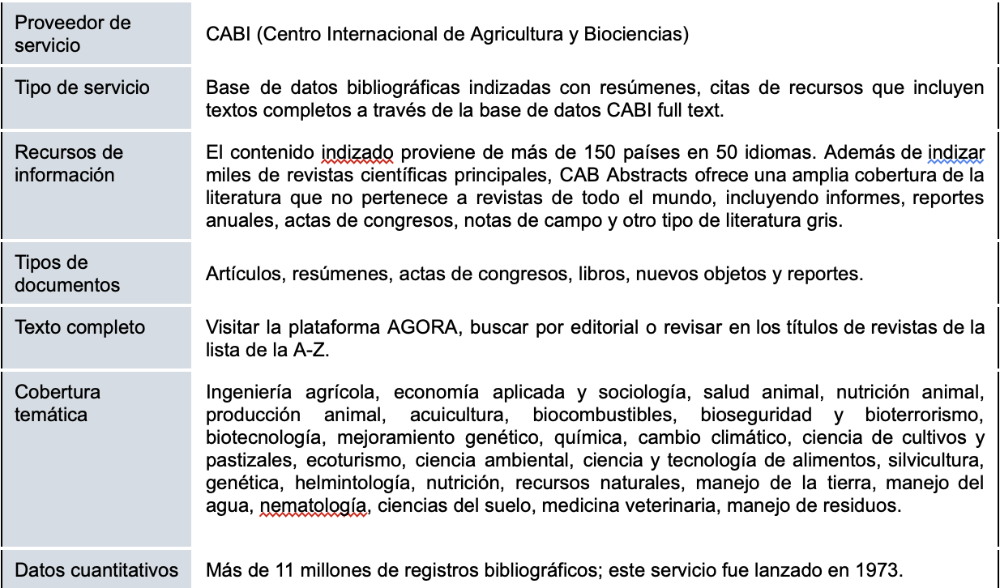 Proveedor de
servicio
CABI (Centro Internacional de Agricultura y Biociencias)
Tipo de servicio
Base de datos bibliográficas indizadas con resúmenes, citas de recursos que incluyen
textos completos a través de la base de datos CABI full text.
Recursos de
información
El contenido indizado proviene de más de 150 países en 50 idiomas. Además de indizar
miles de revistas científicas principales, CAB Abstracts ofrece una amplia cobertura de la
literatura que no pertenece a revistas de todo el mundo, incluyendo informes, reportes
anuales, actas de congresos, notas de campo y otro tipo de literatura gris.
Tipos de
documentos
Artículos, resúmenes, actas de congresos, libros, nuevos objetos y reportes.
Texto completo
Visitar la plataforma AGORA, buscar por editorial o revisar en los títulos de revistas de la
lista de la A-Z.
Cobertura
temática
Ingeniería agrícola, economía aplicada y sociología, salud animal, nutrición animal,
producción animal, acuicultura, biocombustibles, bioseguridad y bioterrorismo,
biotecnología, mejoramiento genético, química, cambio climático, ciencia de cultivos y
pastizales, ecoturismo, ciencia ambiental, ciencia y tecnología de alimentos, silvicultura,
genética, helmintología, nutrición, recursos naturales, manejo de la tierra, manejo del
agua, nematología, ciencias del suelo, medicina veterinaria, manejo de residuos.
Datos cuantitativos
Más de 11 millones de registros bibliográficos; este servicio fue lanzado en 1973.